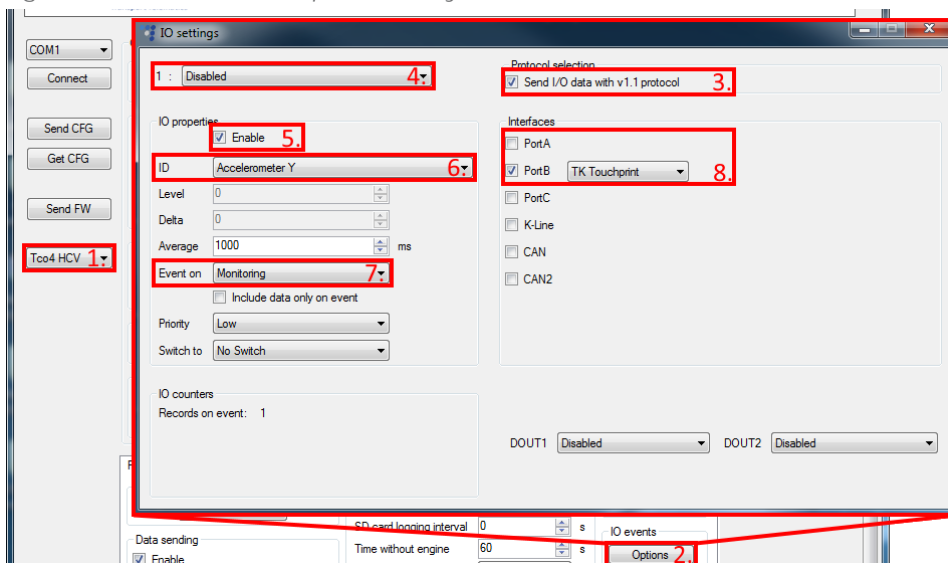 IO settings
COM1
Connect
Send CFG
Get CFG
Send FW
Tco4 HCV 1.
1 : Disabled 4.
Protocol selection
Send I/O data with v1.1 protocol 3.
IO properties
Enable 5.
ID Accelerometer Y 6.
Level 0
Delta 0
Average 1000 ms
Event on Monitoring 7.
Include data only on event
Priority Low
Switch to No Switch
Interfaces
PortA
PortB TK Touchprint 8.
PortC
K-Line
CAN
CAN2
IO counters
Records on event: 1
DOUT1 Disabled DOUT2 Disabled
SD card logging interval 0 s
IO events
Data sending
Time without engine 60 s
Options 2.
Enable